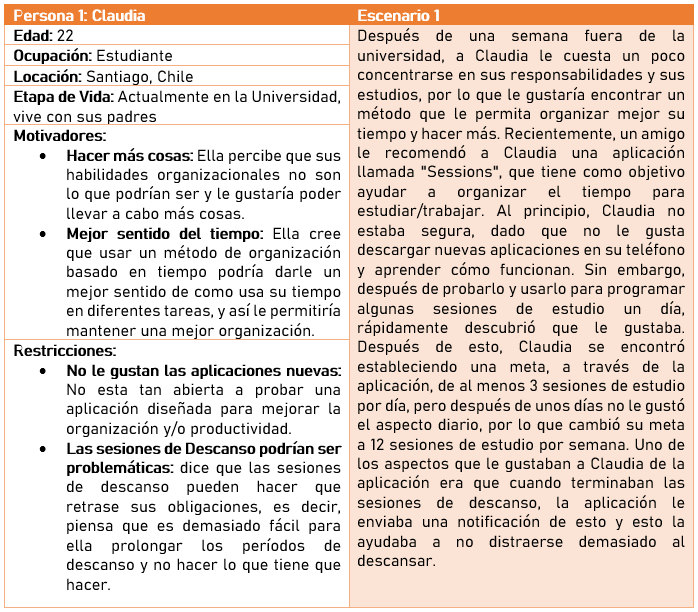 Persona 1: Claudia
Edad: 22
Ocupación: Estudiante
Locación: Santiago, Chile
Etapa de Vida: Actualmente en la Universidad,
vive con sus padres
Motivadores:
• Hacer más cosas: Ella percibe que sus
habilidades organizacionales no son
lo que podrían ser y le gustaría poder
llevar a cabo más cosas.
• Mejor sentido del tiempo: Ella cree
que usar un método de organización
basado en tiempo podría darle un
mejor sentido de como usa su tiempo
en diferentes tareas, y así le permitiría
mantener una mejor organización.
Restricciones:
• No le gustan las aplicaciones nuevas:
No esta tan abierta a probar una
aplicación diseñada para mejorar la
organización y/o productividad.
• Las sesiones de Descanso podrían ser
problemáticas: dice que las sesiones
de descanso pueden hacer que
retrase sus obligaciones, es decir,
piensa que es demasiado fácil para
ella prolongar los períodos de
descanso y no hacer lo que tiene que
hacer.
Escenario 1
Después de una semana fuera de la
universidad, a Claudia le cuesta un poco
concentrarse en sus responsabilidades y sus
estudios, por lo que le gustaría encontrar un
método que le permita organizar mejor su
tiempo y hacer más. Recientemente, un amigo
le recomendó a Claudia una aplicación
llamada "Sessions", que tiene como objetivo
ayudar a organizar el tiempo para
estudiar/trabajar. Al principio, Claudia no
estaba segura, dado que no le gusta
descargar nuevas aplicaciones en su teléfono
y aprender cómo funcionan. Sin embargo,
después de probarlo y usarlo para programar
algunas sesiones de estudio un día,
rápidamente descubrió que le gustaba.
Después de esto, Claudia se encontró
estableciendo una meta, a través de la
aplicación, de al menos 3 sesiones de estudio
por día, pero después de unos días no le gustó
el aspecto diario, por lo que cambió su meta
a 12 sesiones de estudio por semana. Uno de
los aspectos que le gustaban a Claudia de la
aplicación era que cuando terminaban las
sesiones de descanso, la aplicación le
enviaba una notificación de esto y esto la
ayudaba a no distraerse demasiado al
descansar.